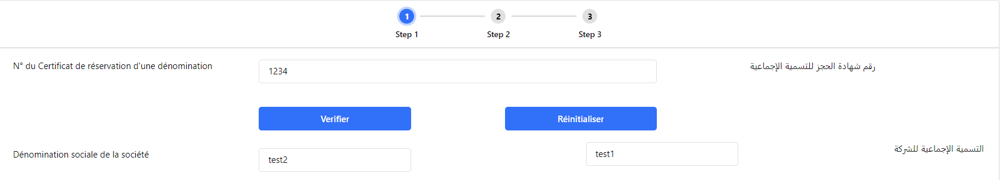 1 2 3
Step 1 Step 2 Step 3
N° du Certificat de réservation d'une dénomination 1234 رقم شهادة الحجز للتسمية الإجماعية
Verifier Réinitialiser
Dénomination sociale de la société test2 test1 التسمية الإجماعية للشركة